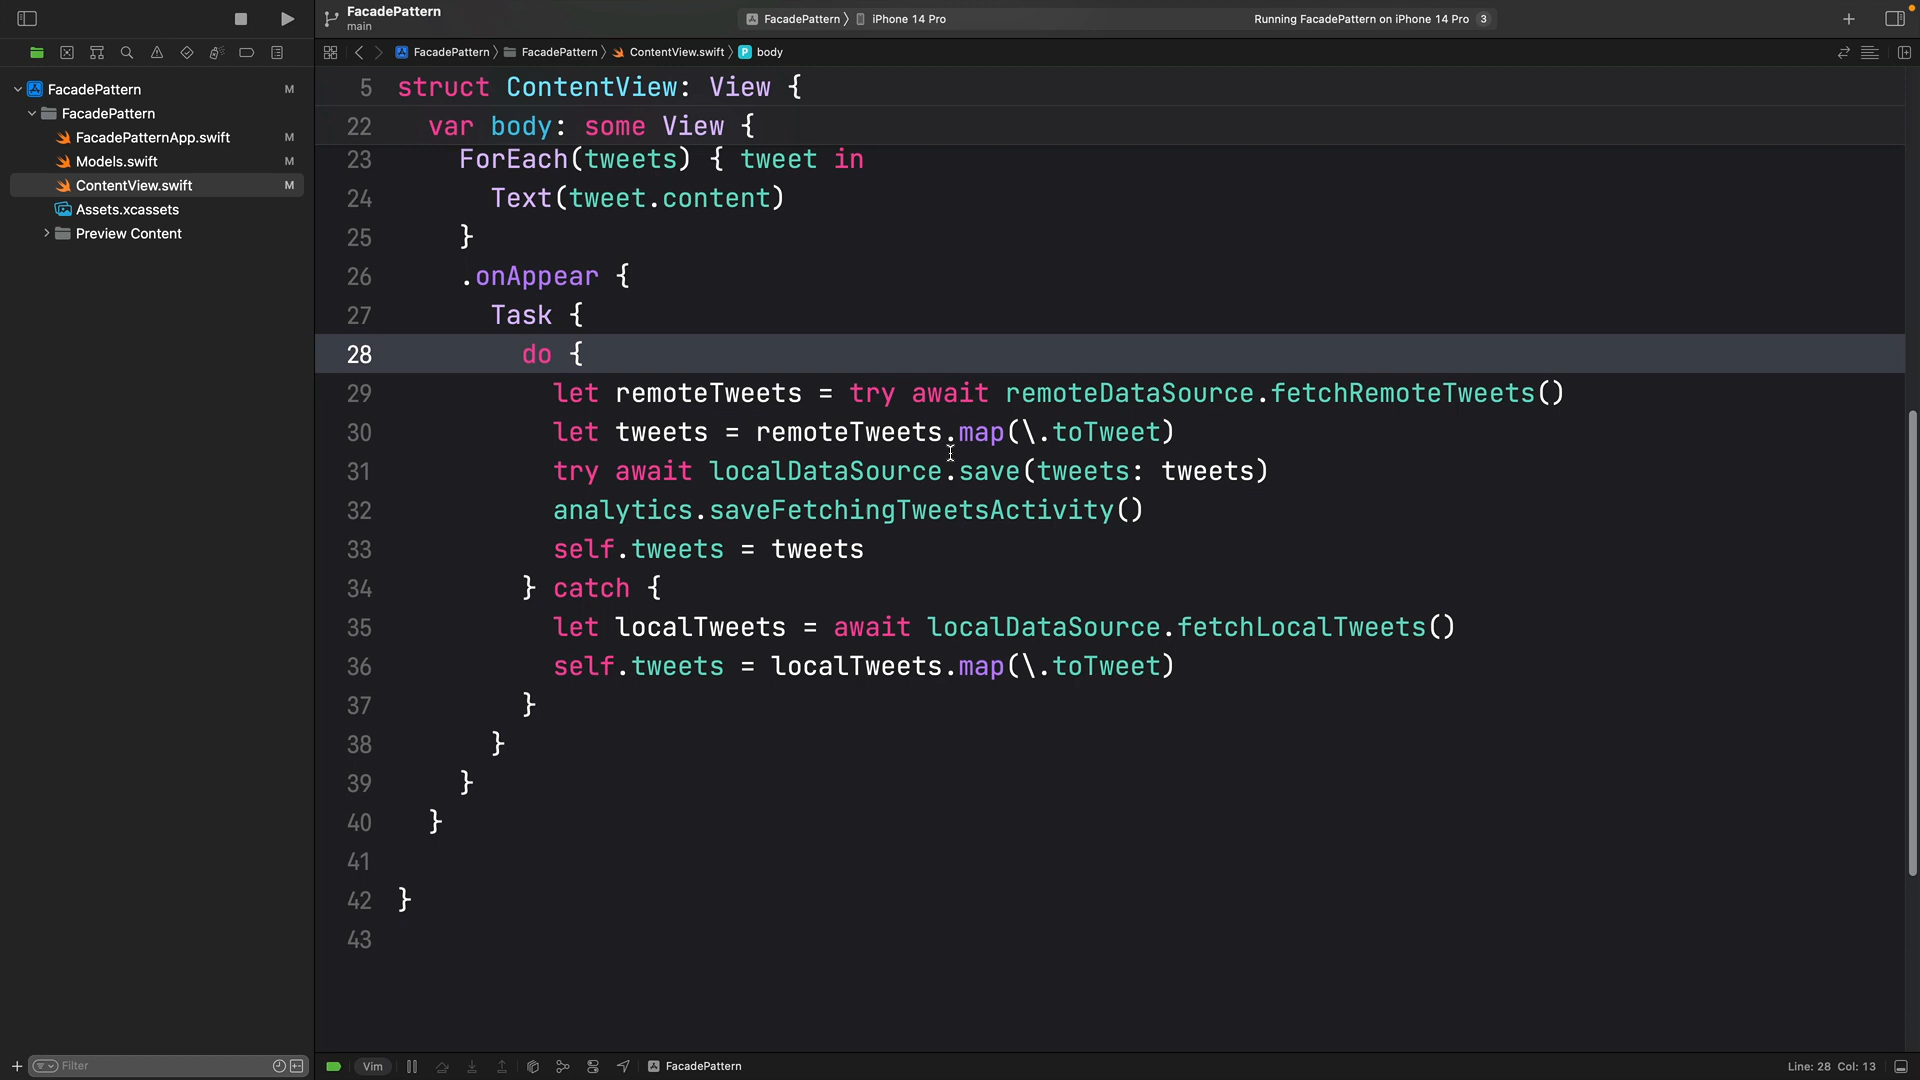 FacadePattern
main
FacadePattern
iPhone 14 Pro
Running FacadePattern on iPhone 14 Pro
3
FacadePattern
FacadePattern
ContentView.swift
body
FacadePattern M
FacadePattern
FacadePatternApp.swift M
Models.swift M
ContentView.swift M
Assets.xcassets
Preview Content
5 struct ContentView: View {
22 var body: some View {
23 ForEach(tweets) { tweet in
24 Text(tweet.content)
25 }
26 .onAppear {
27 Task {
28 do {
29 let remoteTweets = try await remoteDataSource.fetchRemoteTweets()
30 let tweets = remoteTweets.map(\.toTweet)
31 try await localDataSource.save(tweets: tweets)
32 analytics.saveFetchingTweetsActivity()
33 self.tweets = tweets
34 } catch {
35 let localTweets = await localDataSource.fetchLocalTweets()
36 self.tweets = localTweets.map(\.toTweet)
37 }
38 }
39 }
40 }
41
42 }
43
Filter
Vim
FacadePattern
Line: 28 Col: 13